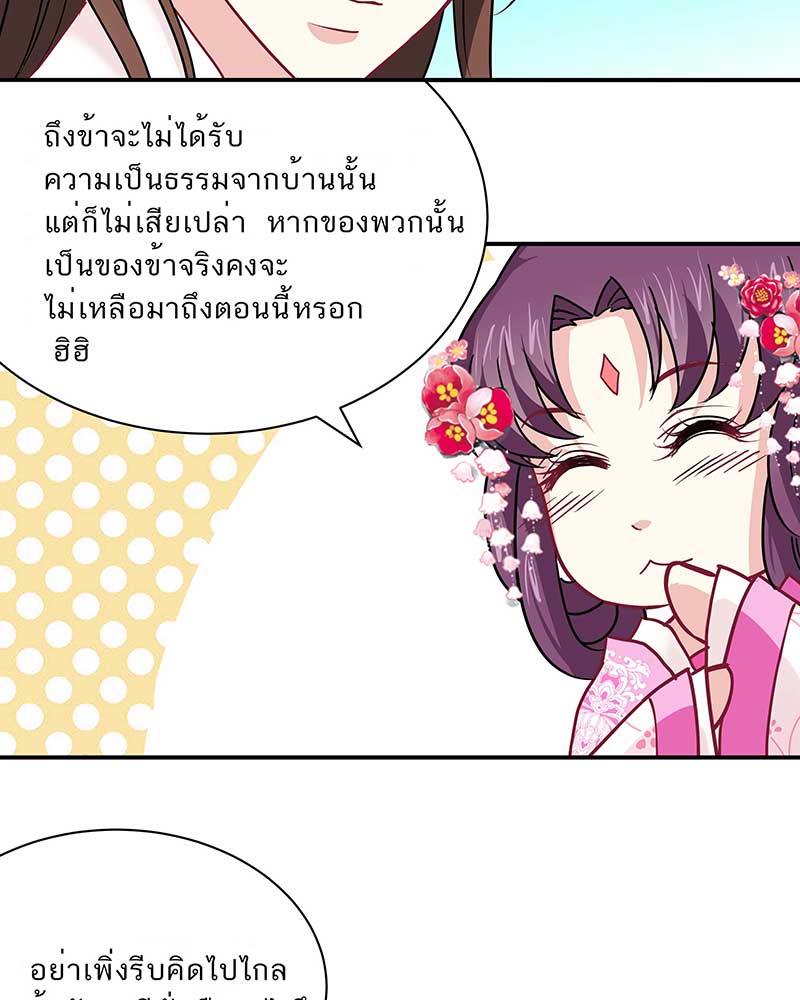 ถึงข้าจะไม่ได้รับ
ความเป็นธรรมจากบ้านนั้น
แต่ก็ไม่เสียเปล่า หากของพวกนั้น
เป็นของข้าจริงคงจะ
ไม่เหลือมาถึงตอนนี้หรอก
ฮิฮิ
อย่าเพิ่งรีบคิดไปไกล